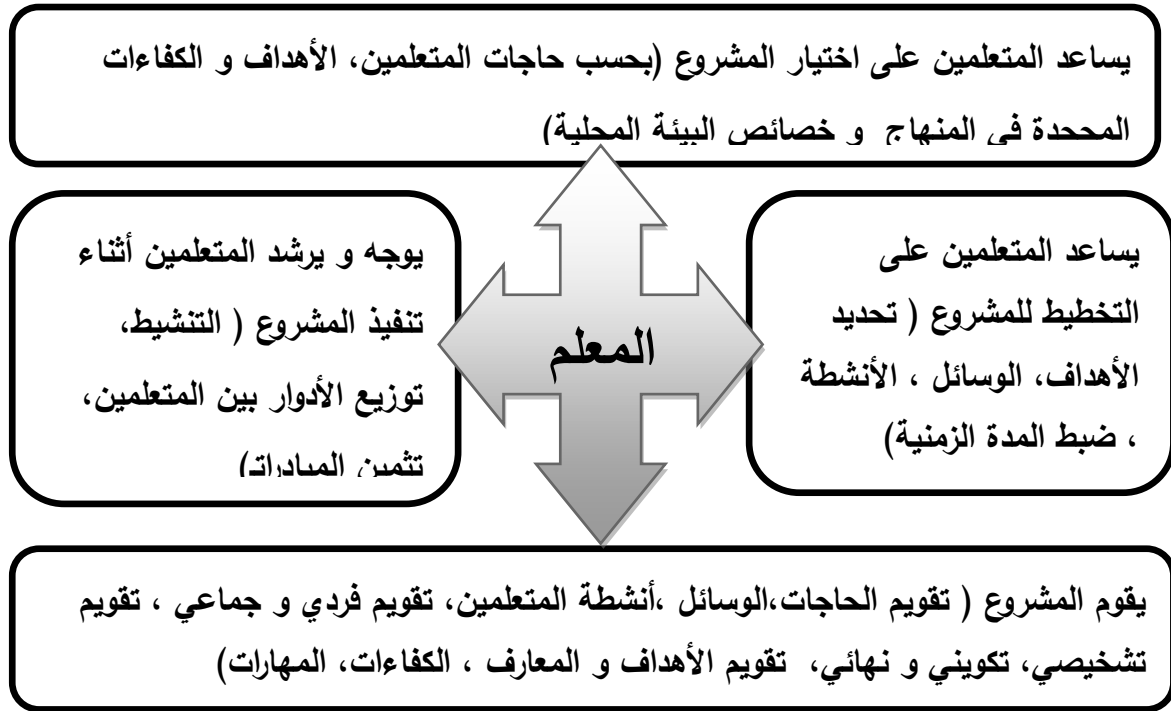 يساعد المتعلمين على اختيار المشروع (بحسب حاجات المتعلمين، الأهداف و الكفاءات
المححدة في المنهاج و خصائص البيئة المحلية)
يساعد المتعلمين على
التخطيط للمشروع ( تحديد
الأهداف، الوسائل ، الأنشطة
، ضبط المدة الزمنية)
المعلم
يوجه و يرشد المتعلمين أثناء
تنفيذ المشروع ( التنشيط،
توزيع الأدوار بين المتعلمين،
تثمين المبادرات)
يقوم المشروع ( تقويم الحاجات،الوسائل ،أنشطة المتعلمين، تقويم فردي و جماعي ، تقويم
تشخيصي، تكويني و نهائي، تقويم الأهداف و المعارف ، الكفاءات، المهارات)